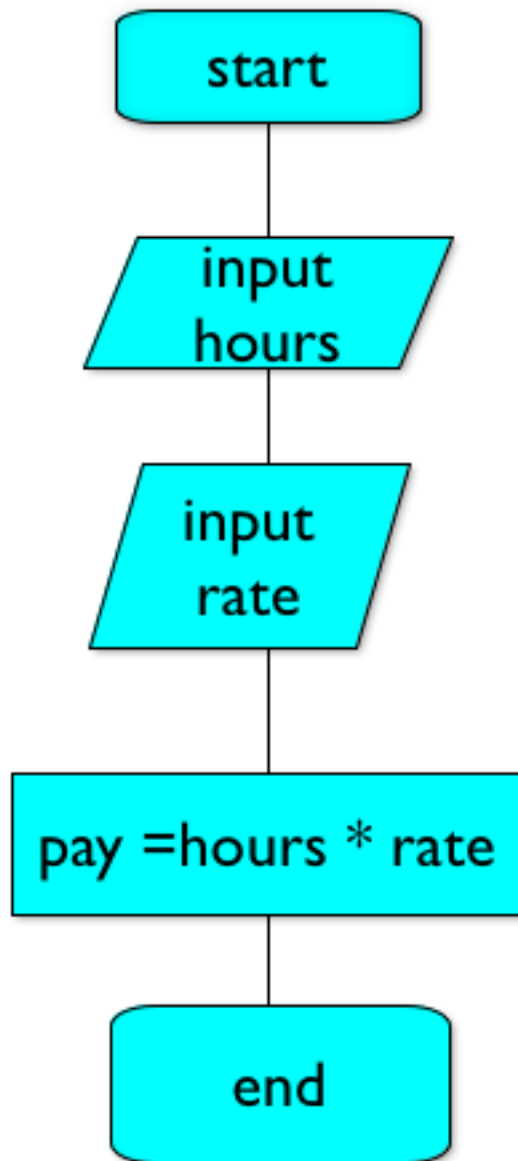 start
input
hours
input
rate
pay =hours * rate
end